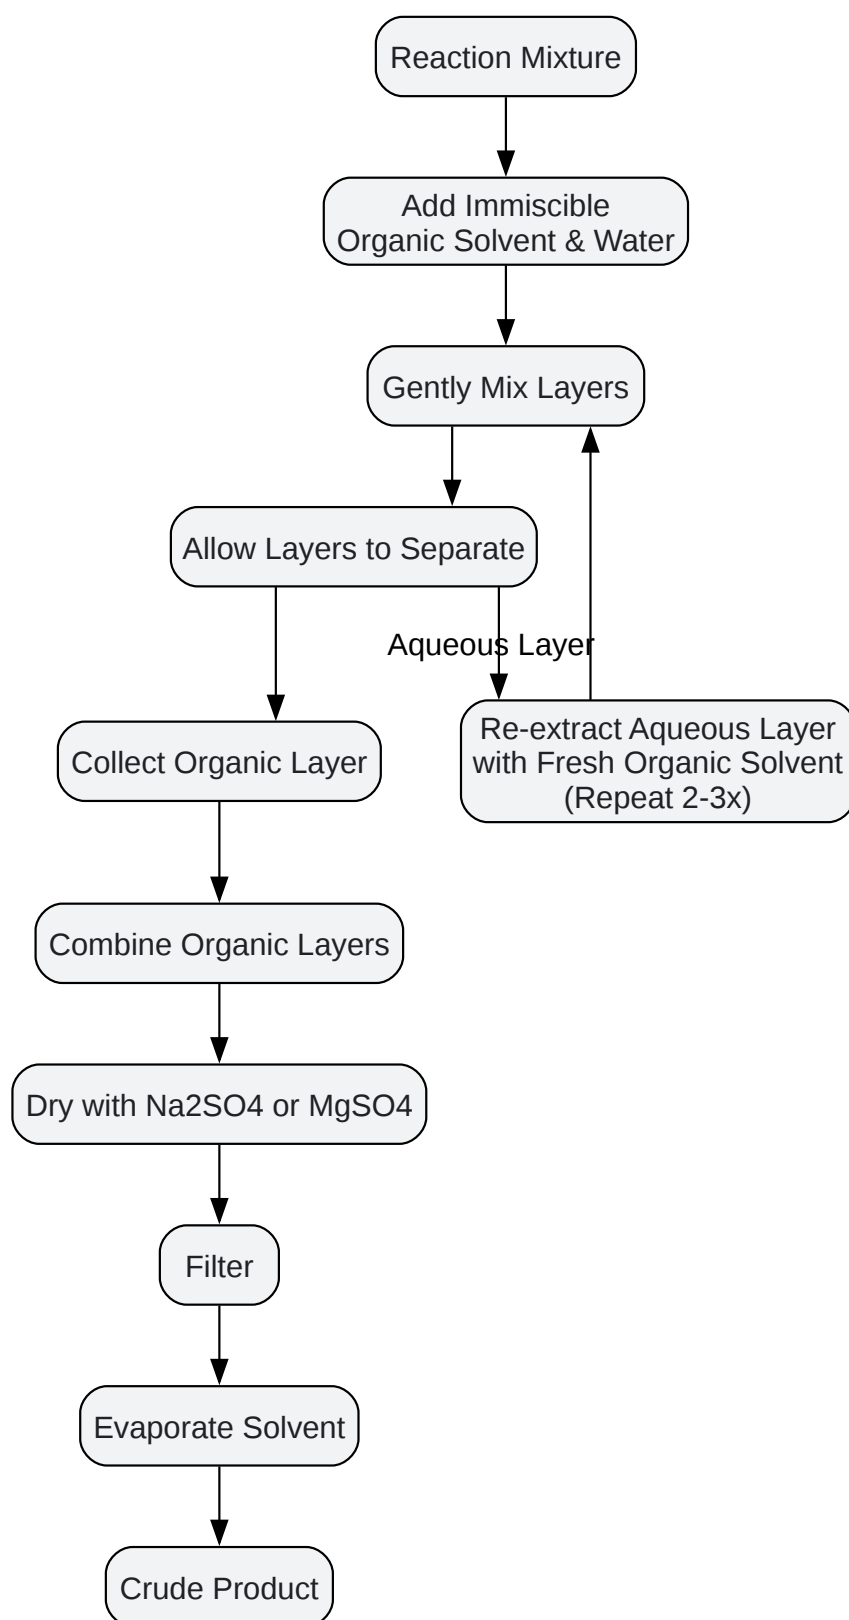 Reaction Mixture
Add Immiscible
Organic Solvent & Water
Gently Mix Layers
Allow Layers to Separate
Aqueous Layer
Collect Organic Layer
Re-extract Aqueous Layer
with Fresh Organic Solvent
(Repeat 2-3x)
Combine Organic Layers
Dry with Na2SO4 or MgSO4
Filter
Evaporate Solvent
Crude Product